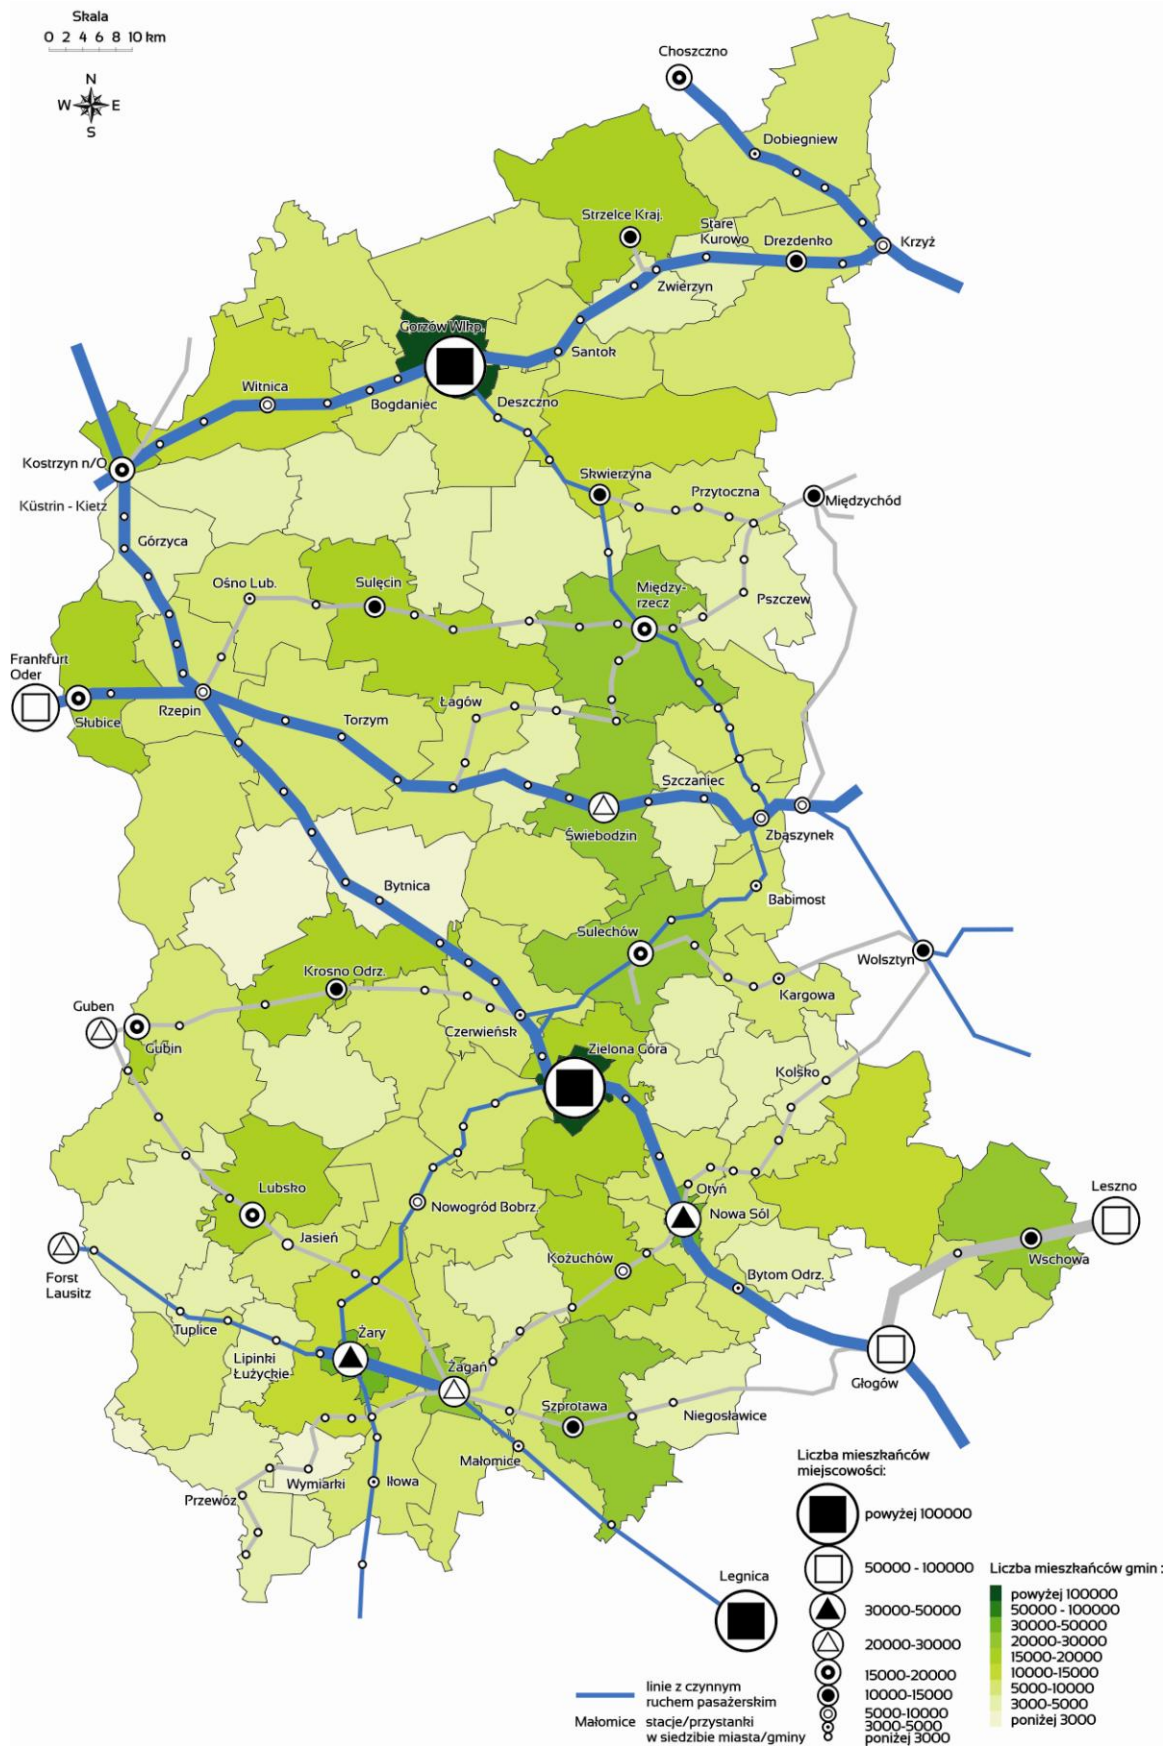 Skala
0 2 4 6 8 10 km
N
W E
S
Choszczno
Dobiegniew
Strzelce Kraj.
Stare
Kurowo
Drezdenko
Krzyż
Zwierzyn
Gorzów Wlkp.
Santok
Witnica
Bogdaniec
Deszczno
Kostrzyn n/O
Skwierzyna
Przytoczna
Międzychód
Küstrin - Kietz
Górzyca
Ośno Lub.
Sulęcin
Między-
rzecz
Pszczew
Frankfurt
Oder
Słubice
Rzepin
Torzym
Łagów
Szczaniec
Świebodzin
Zbąszynek
Bytnica
Babimost
Sulechów
Wolsztyn
Krosno Odrz.
Kargowa
Guben
Gubin
Czerwieńsk
Zielona Góra
Kolsko
Lubsko
Otyń
Leszno
Nowogród Bobrz.
Nowa Sól
Jasień
Wschowa
Kożuchów
Forst
Lausitz
Bytom Odrz.
Tuplice
Żary
Lipinki
Łużyckie
Żagań
Głogów
Szprotawa
Niegosławice
Małomice
Wymiarki
Iłowa
Przewóz
Legnica
Liczba mieszkańców
miejscowości:
powyżej 100000
50000 - 100000
30000-50000
20000-30000
15000-20000
10000-15000
5000-10000
3000-5000
poniżej 3000
Liczba mieszkańców gmin :
powyżej 100000
50000 - 100000
30000-50000
20000-30000
15000-20000
10000-15000
5000-10000
3000-5000
poniżej 3000
linie z czynnym
ruchem pasażerskim
Małomice stacje/przystanki
w siedzibie miasta/gminy